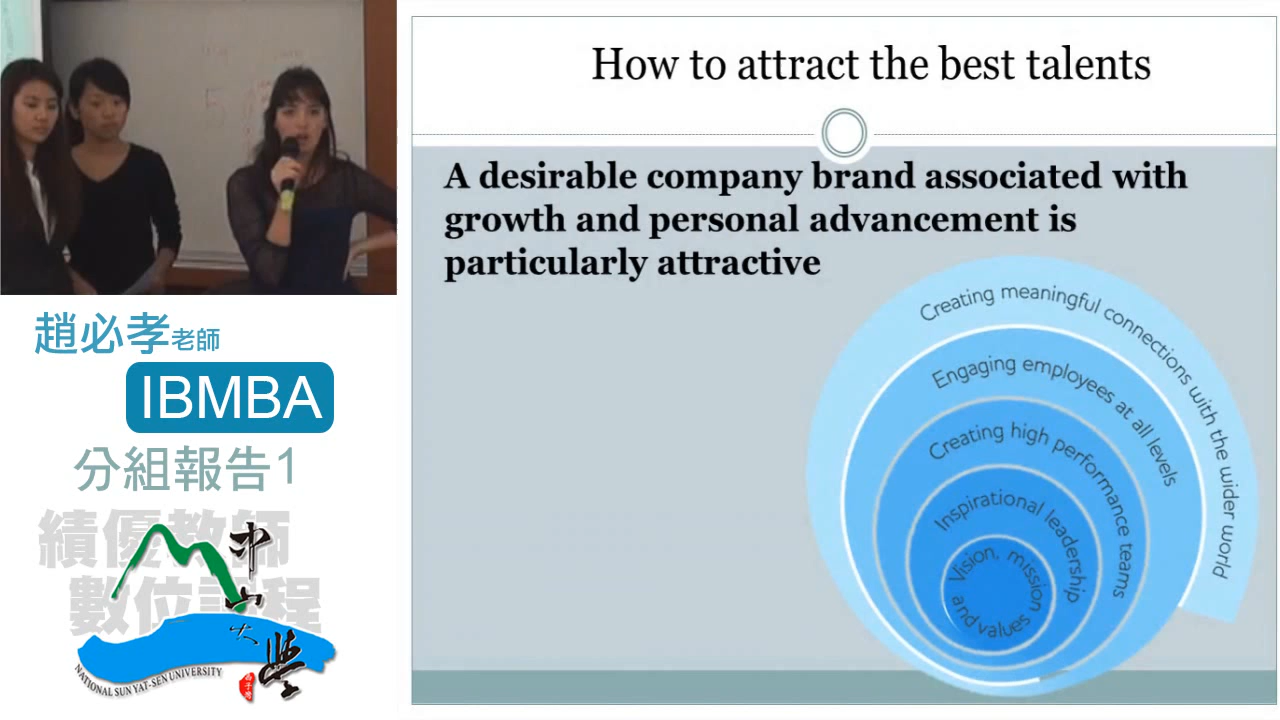 How to attract the best talents
A desirable company brand associated with
growth and personal advancement is
particularly attractive
Creating meaningful connections with the wider world
Engaging employees at all levels
Creating high performance teams
Inspirational leadership
Vision, mission
and values
趙必孝老師
IBMBA
分組報告1
績優教師
數位課程
中山大學
NATIONAL SUN YAT-SEN UNIVERSITY
西子灣